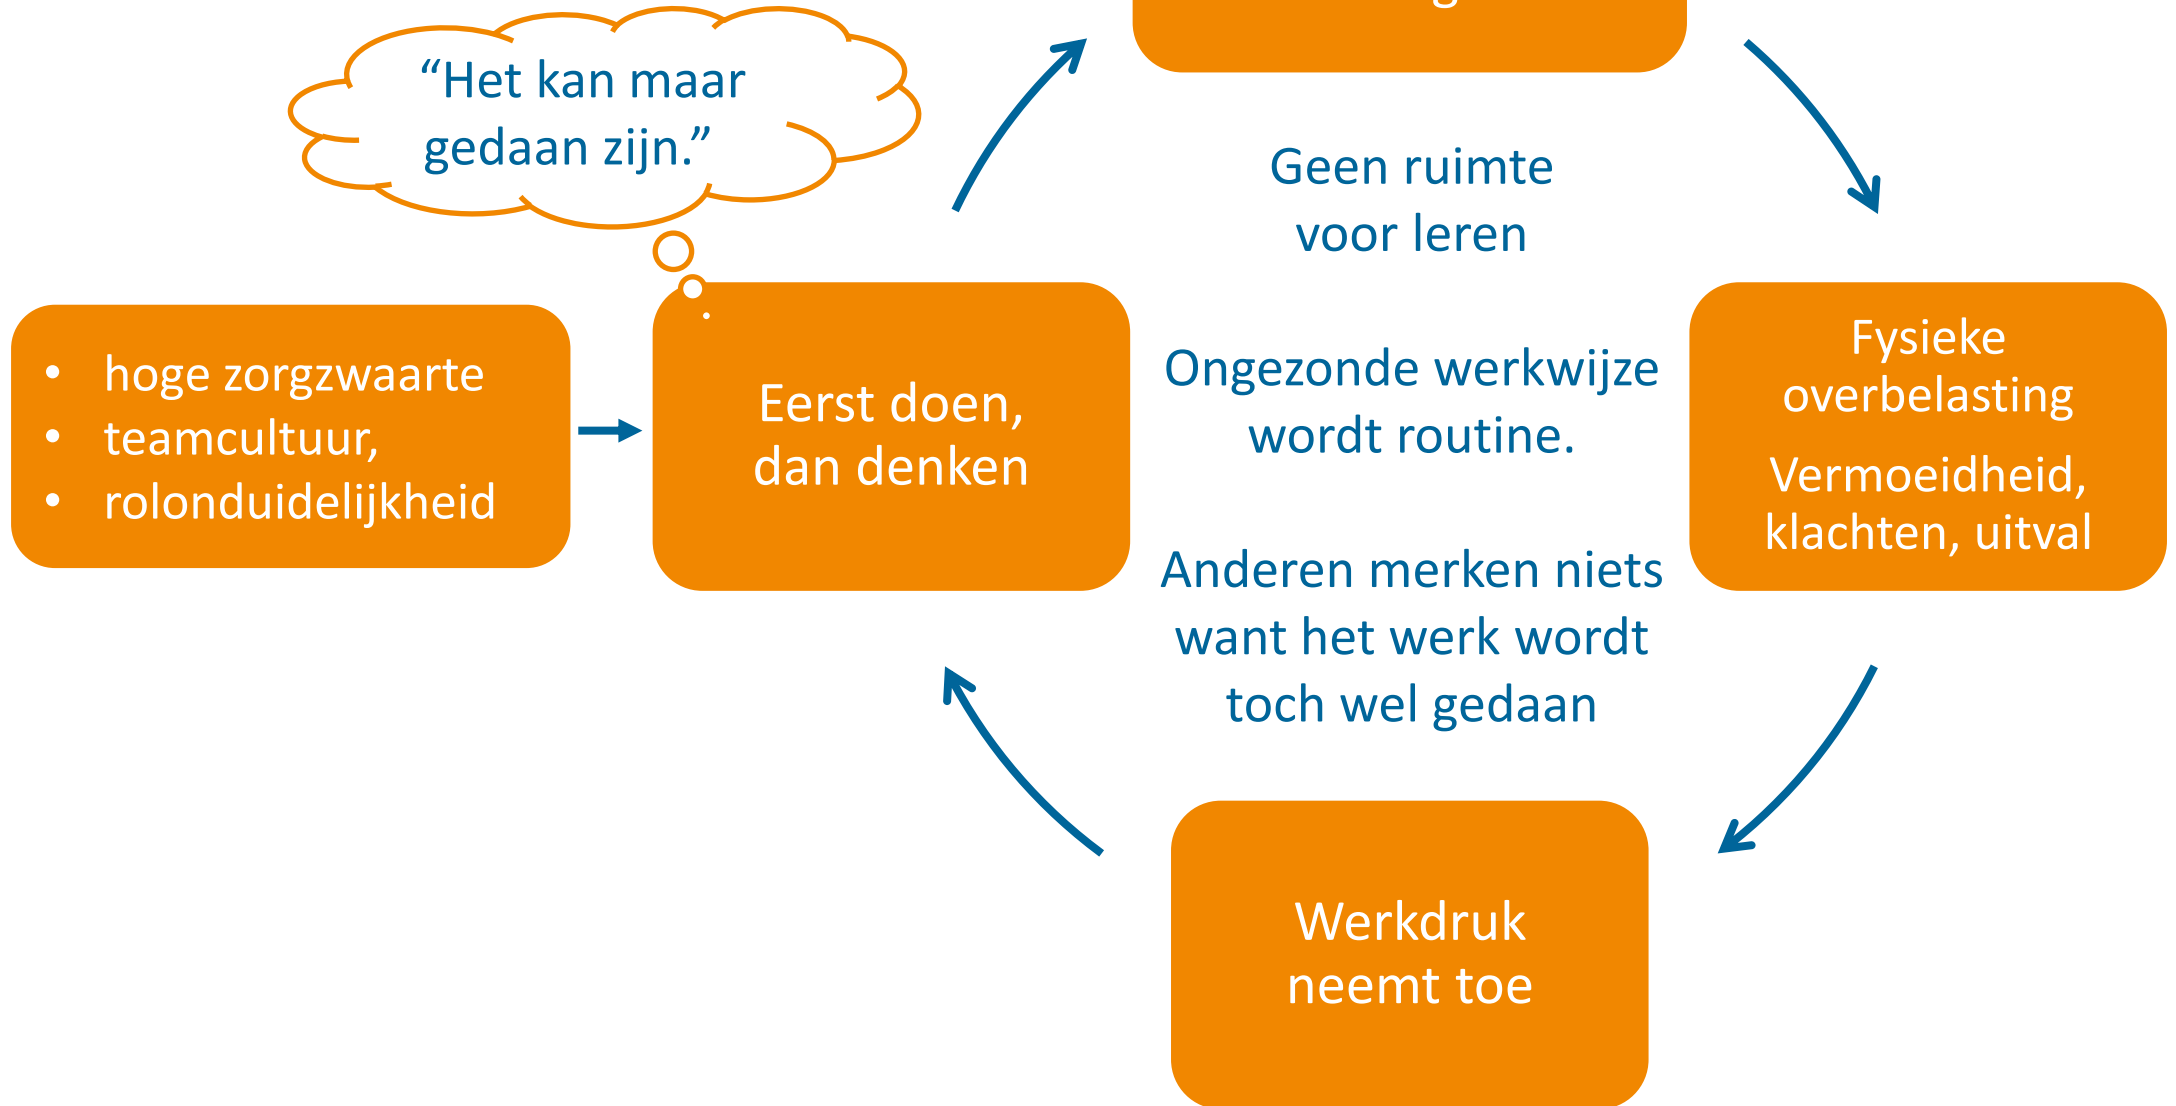 “Het kan maar
gedaan zijn.”
Geen ruimte
voor leren
• hoge zorgzwaarte
• teamcultuur,
• rolonduidelijkheid
Eerst doen,
dan denken
Ongezonde werkwijze
wordt routine.
Anderen merken niets
want het werk wordt
toch wel gedaan
Fysieke
overbelasting
Vermoeidheid,
klachten, uitval
Werkdruk
neemt toe